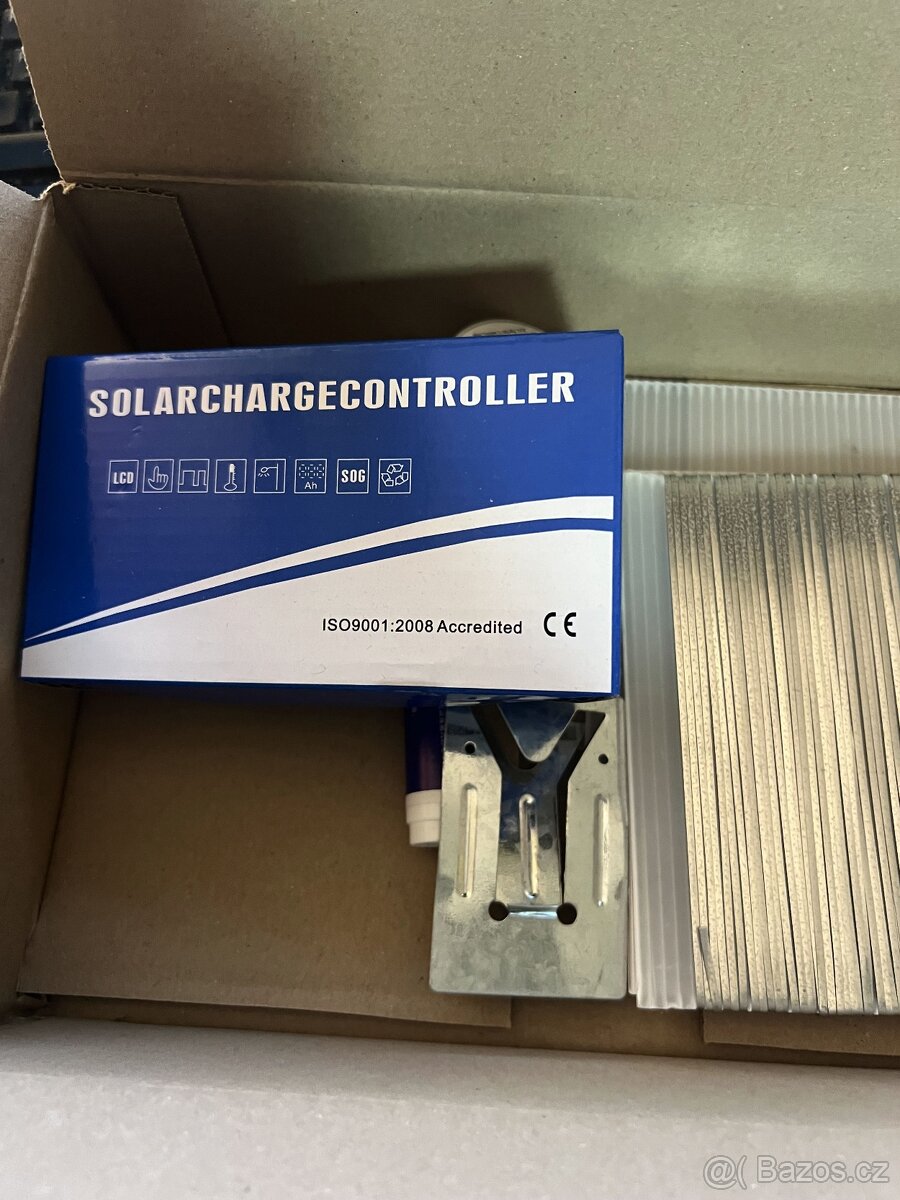 SOLARCHARGECONTROLLER
LCD Ah SOG
ISO9001:2008 Accredited CE
@( Bazos.cz